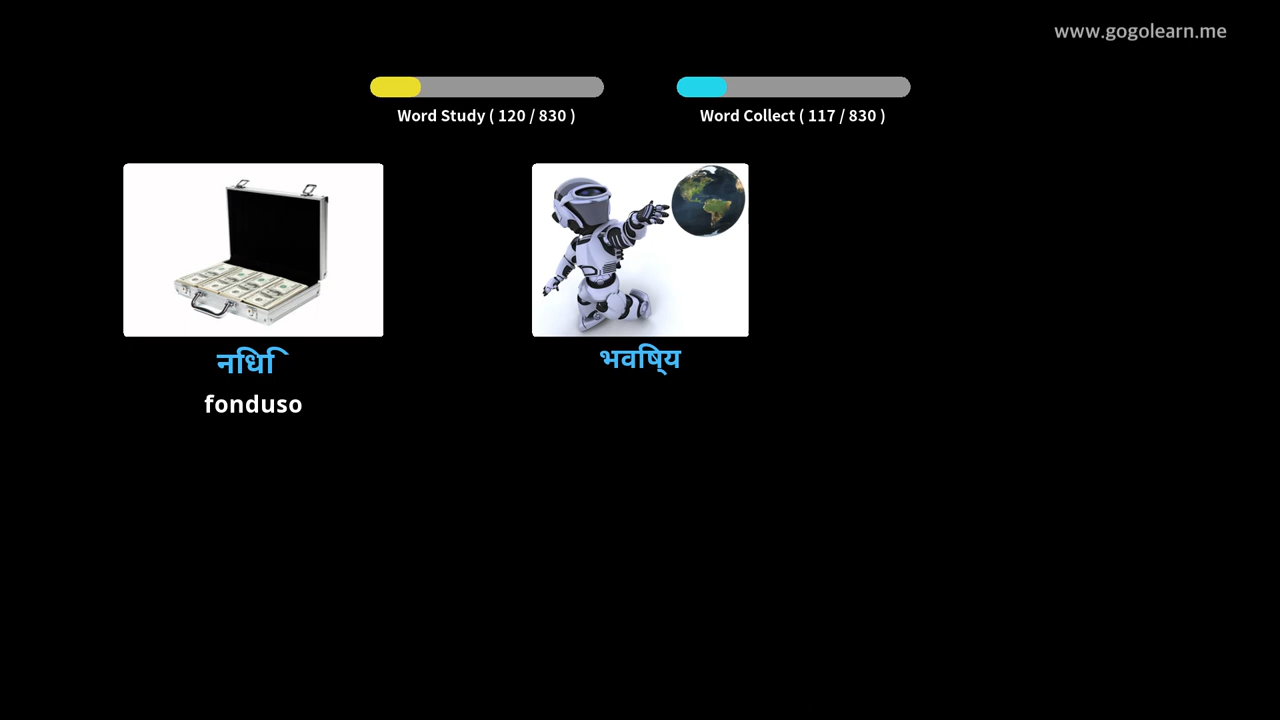 www.gogolearn.me
Word Study ( 120 / 830 )
Word Collect ( 117 / 830 )
निधि
भविष्य
fonduso